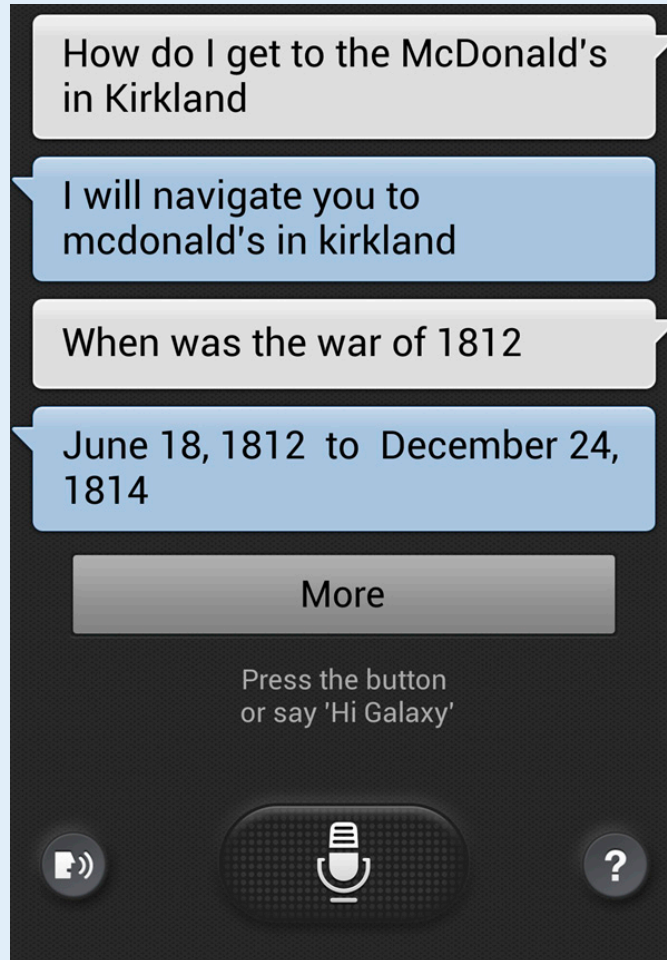 How do I get to the McDonald's
in Kirkland
I will navigate you to
mcdonald's in kirkland
When was the war of 1812
June 18, 1812  to  December 24,
1814
More
Press the button
or say 'Hi Galaxy'
?